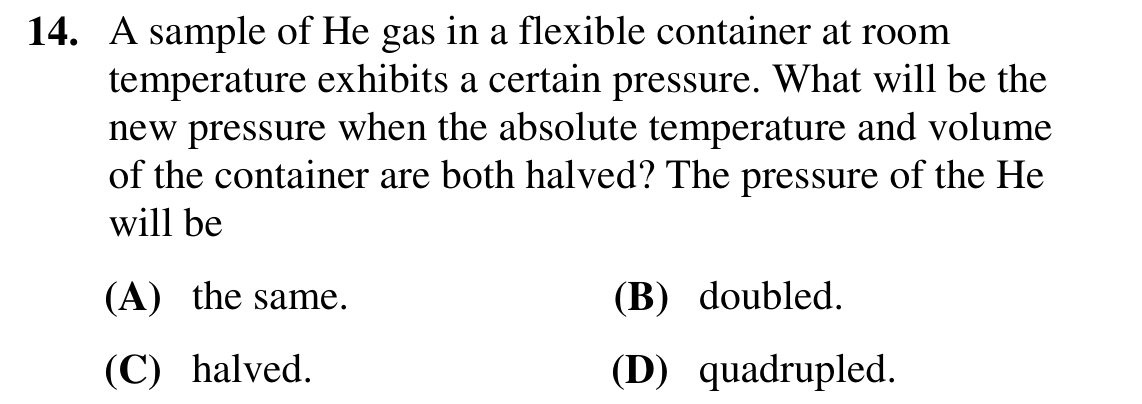 14. A sample of He gas in a flexible container at room
temperature exhibits a certain pressure. What will be the
new pressure when the absolute temperature and volume
of the container are both halved? The pressure of the He
will be
(A) the same. (B) doubled.
(C) halved. (D) quadrupled.